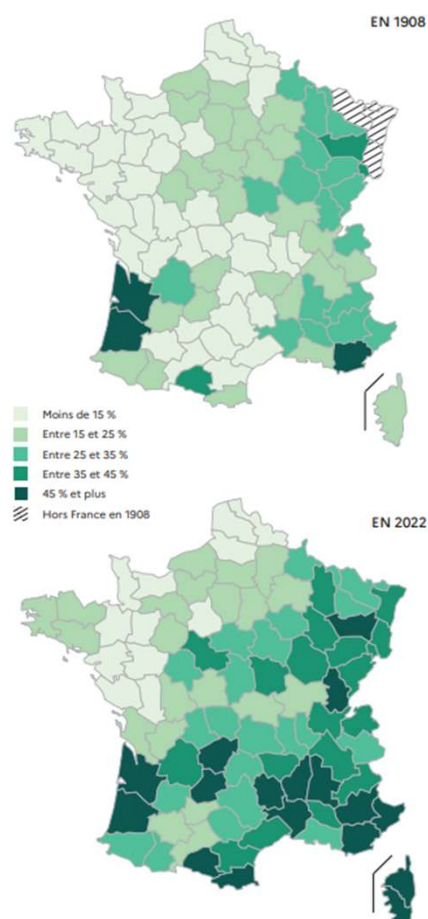 EN 1908
Moins de 15 %
Entre 15 et 25 %
Entre 25 et 35 %
Entre 35 et 45 %
45 % et plus
Hors France en 1908
EN 2022